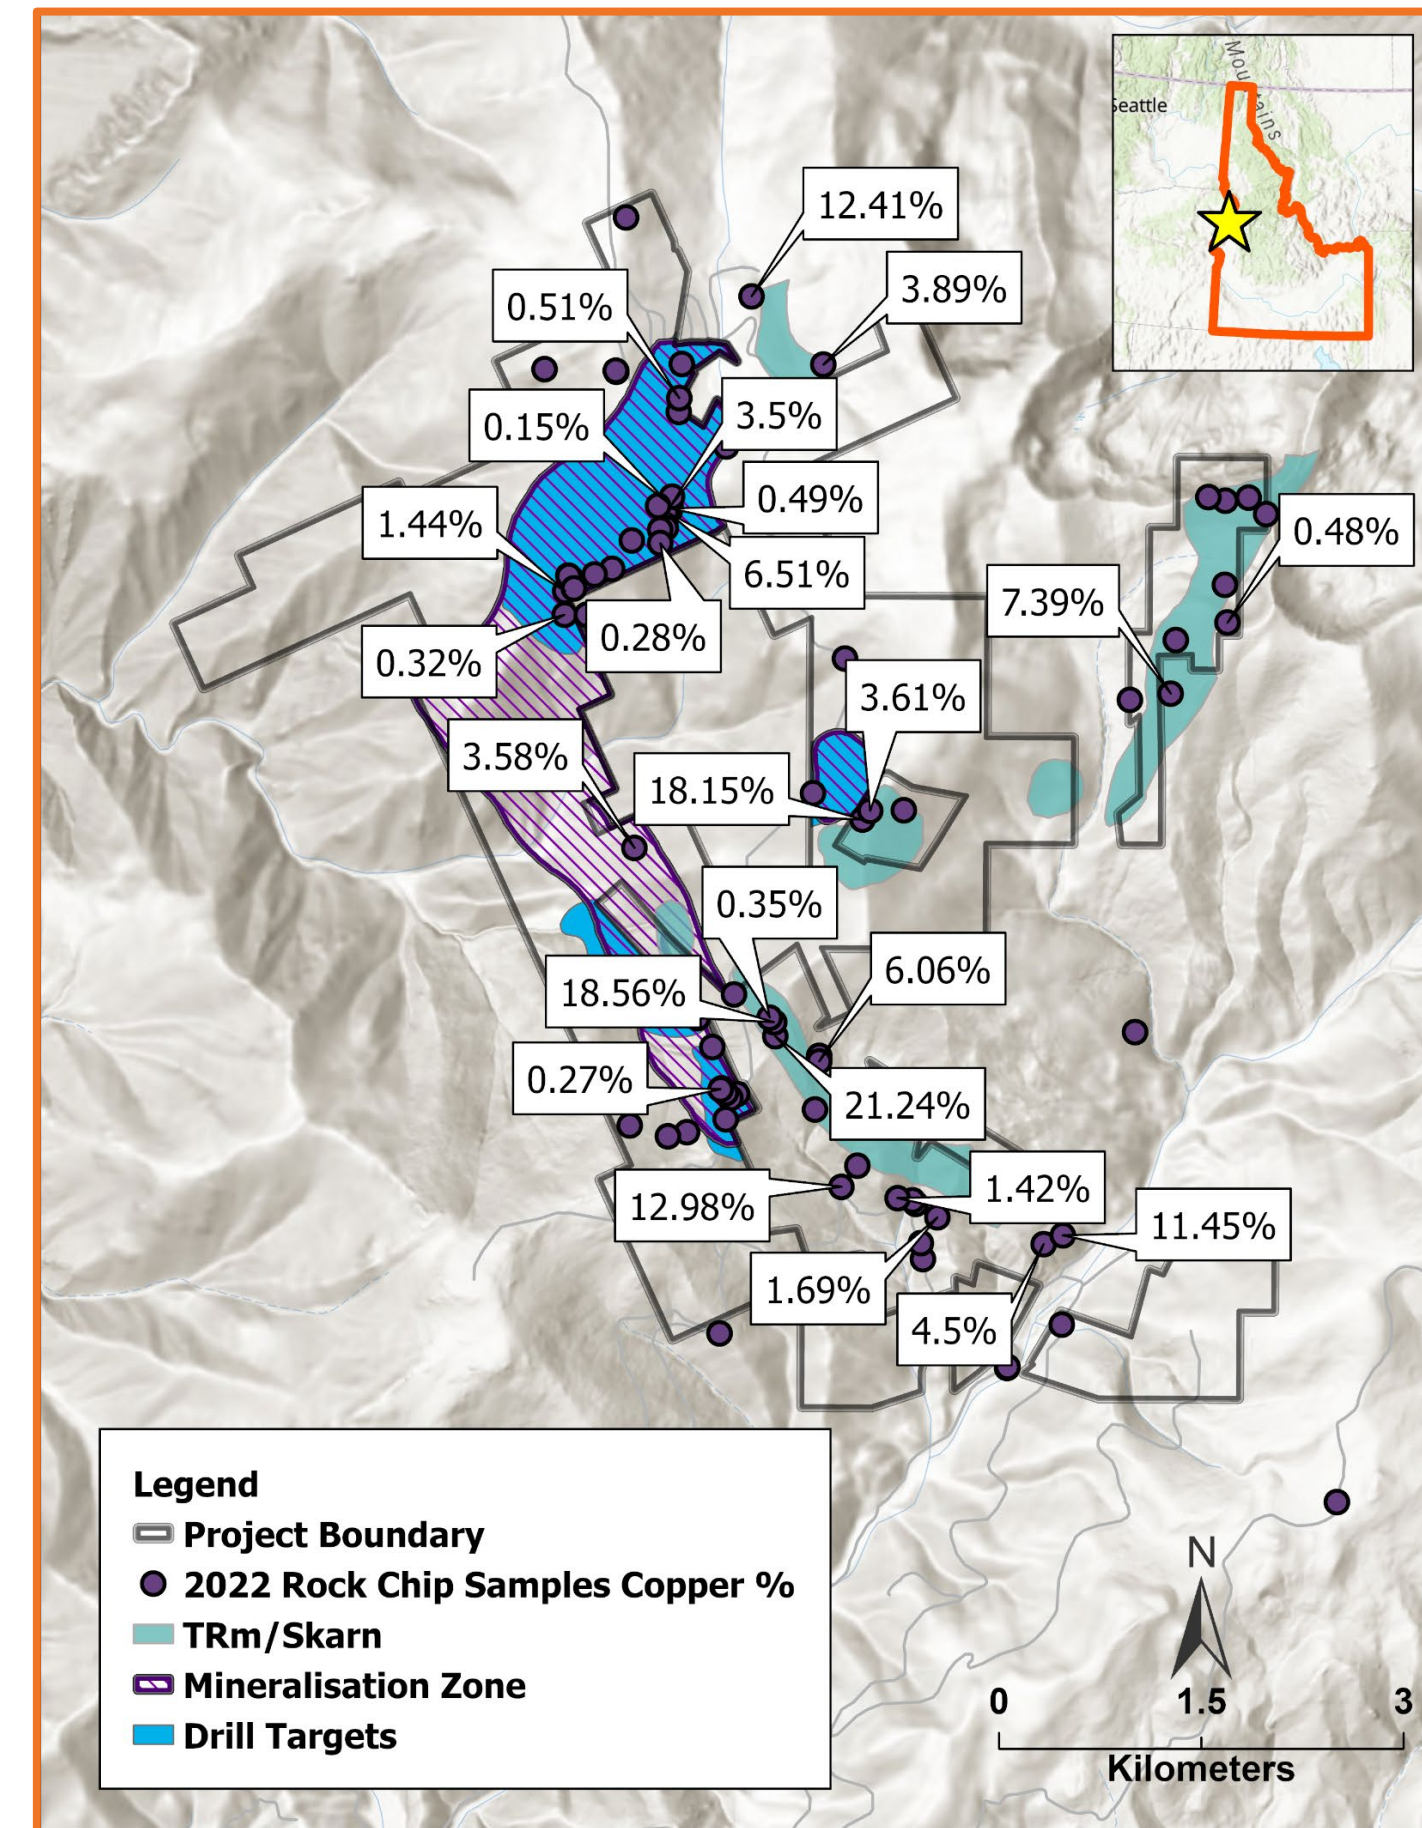 Mountains
Seattle
12.41%
3.89%
0.51%
3.5%
0.15%
0.49%
1.44%
0.48%
6.51%
7.39%
0.28%
0.32%
3.61%
3.58%
18.15%
0.35%
6.06%
18.56%
0.27%
21.24%
1.42%
12.98%
11.45%
1.69%
4.5%
Legend
Project Boundary
2022 Rock Chip Samples Copper %
TRm/Skarn
Mineralisation Zone
Drill Targets
N
0 1.5 3
Kilometers